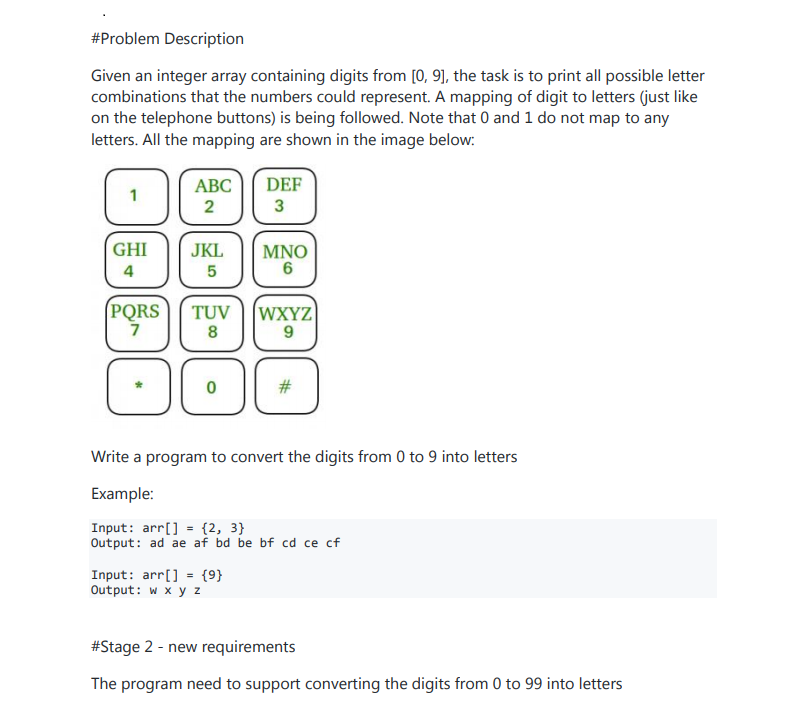 .
#Problem Description
Given an integer array containing digits from [0, 9], the task is to print all possible letter
combinations that the numbers could represent. A mapping of digit to letters (just like
on the telephone buttons) is being followed. Note that 0 and 1 do not map to any
letters. All the mapping are shown in the image below:
1
ABC
2
DEF
3
GHI
4
JKL
5
MNO
6
PQRS
7
TUV
8
WXYZ
9
*
0
#
Write a program to convert the digits from 0 to 9 into letters
Example:
Input: arr[] = {2, 3}
Output: ad ae af bd be bf cd ce cf
Input: arr[] = {9}
Output: w x y z
#Stage 2 - new requirements
The program need to support converting the digits from 0 to 99 into letters